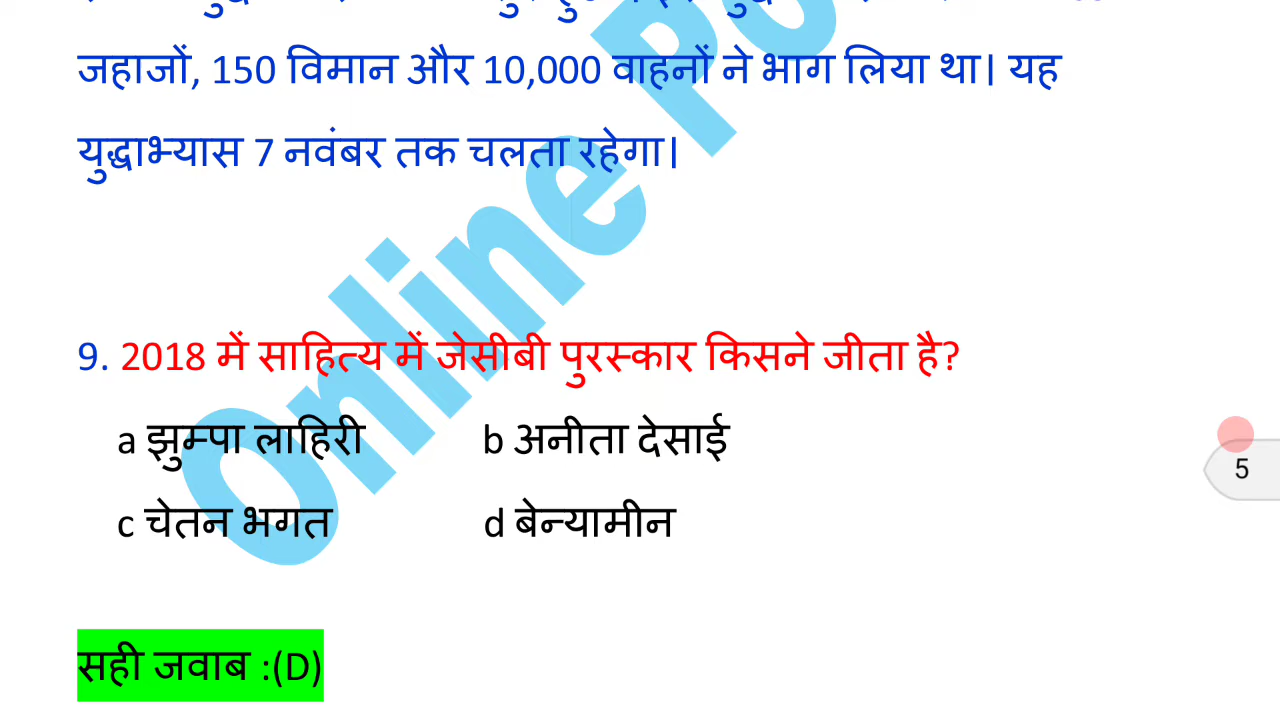 जहाजों, 150 विमान और 10,000 वाहनों ने भाग लिया था। यह
युद्धाभ्यास 7 नवंबर तक चलता रहेगा।
9. 2018 में साहित्य में जेसीबी पुरस्कार किसने जीता है?
a झुम्पा लाहिरी b अनीता देसाई
c चेतन भगत d बेन्यामीन
5
सही जवाब :(D)
Online